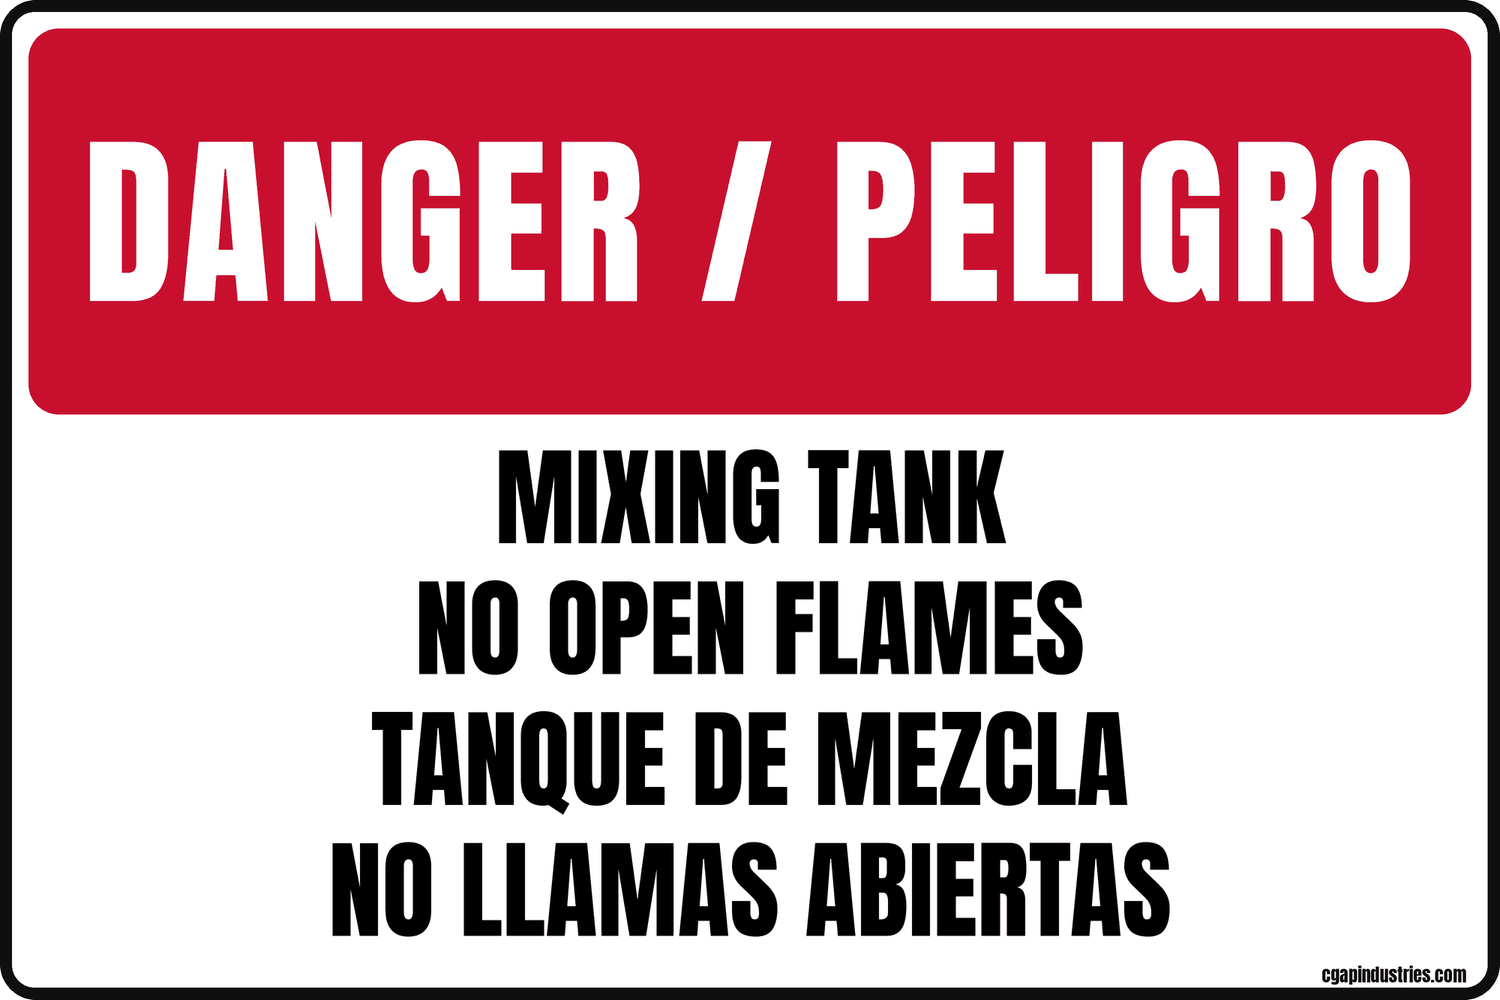 DANGER / PELIGRO
MIXING TANK
NO OPEN FLAMES
TANQUE DE MEZCLA
NO LLAMAS ABIERTAS
cgapindustries.com